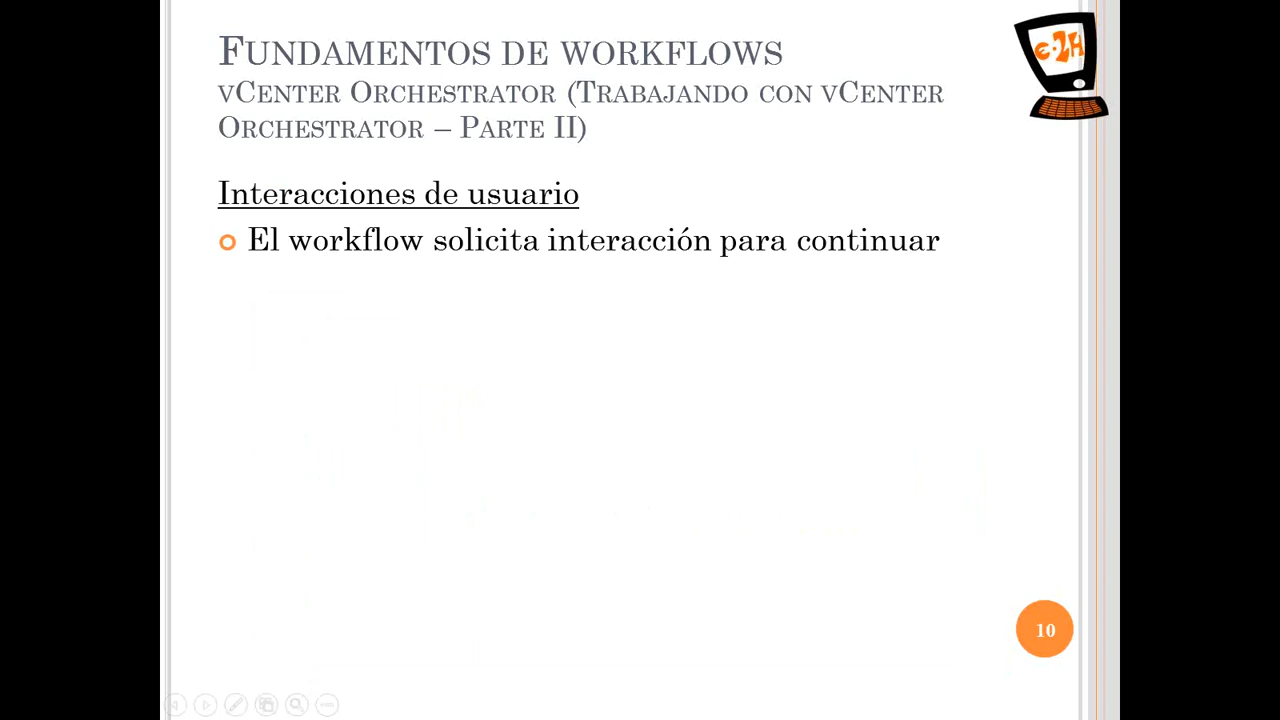 FUNDAMENTOS DE WORKFLOWS
VCENTER ORCHESTRATOR (TRABAJANDO CON VCENTER
ORCHESTRATOR – PARTE II)
e-2H
Interacciones de usuario
El workflow solicita interacción para continuar
10